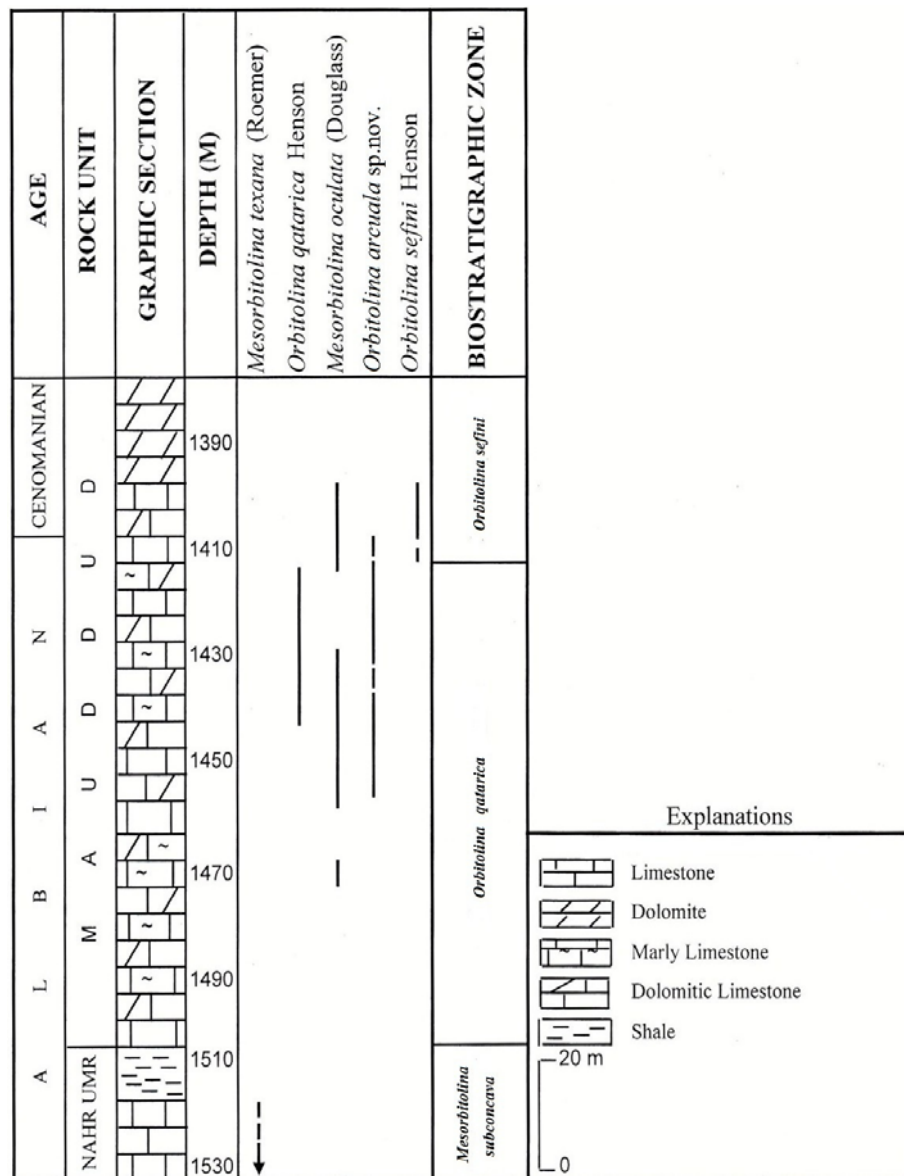 AGE
ROCK UNIT
GRAPHIC SECTION
DEPTH (M)
Mesorbitolina texana (Roemer)
Orbitolina qatarica Henson
Mesorbitolina oculata (Douglass)
Orbitolina arcuala sp.nov.
Orbitolina sefini Henson
BIOSTRATIGRAPHIC ZONE
CENOMANIAN
ALBIAN
MAUDDUD
NAHR UMR
1390
1410
1430
1450
1470
1490
1510
1530
Orbitolina sefini
Orbitolina qatarica
Mesorbitolina
subconcava
Explanations
Limestone
Dolomite
Marly Limestone
Dolomitic Limestone
Shale
20 m
0